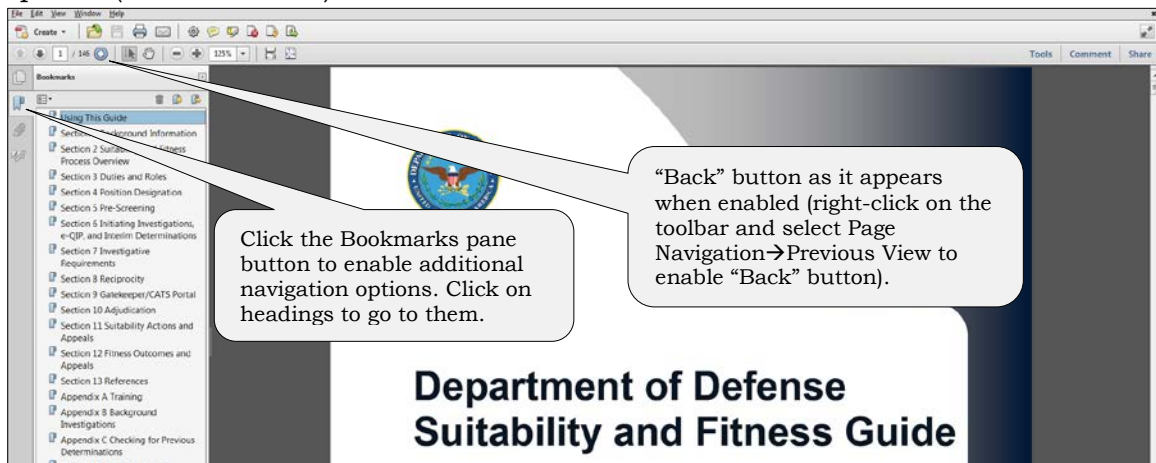 File Edit View Window Help
Create
1 / 146 125% Tools Comment Share
Bookmarks
Using This Guide
Background Information
Section 2
Process Overview
Section 3 Duties and Roles
Section 4 Position Designation
Section 5 Pre-Screening
Section 6 Initiating Investigations,
e-QIP, and Interim Determinations
Section 7 Investigative
Requirements
Section 8 Reciprocity
Section 9 Gatekeeper/CATS Portal
Section 10 Adjudication
Section 11 Suitability Actions and
Appeals
Section 12 Fitness Outcomes and
Appeals
Section 13 References
Appendix A Training
Appendix B Background
Investigations
Appendix C Checking for Previous
Determinations
Click the Bookmarks pane
button to enable additional
navigation options. Click on
headings to go to them.
“Back” button as it appears
when enabled (right-click on the
toolbar and select Page
Navigation→Previous View to
enable “Back” button).
Department of Defense
Suitability and Fitness Guide